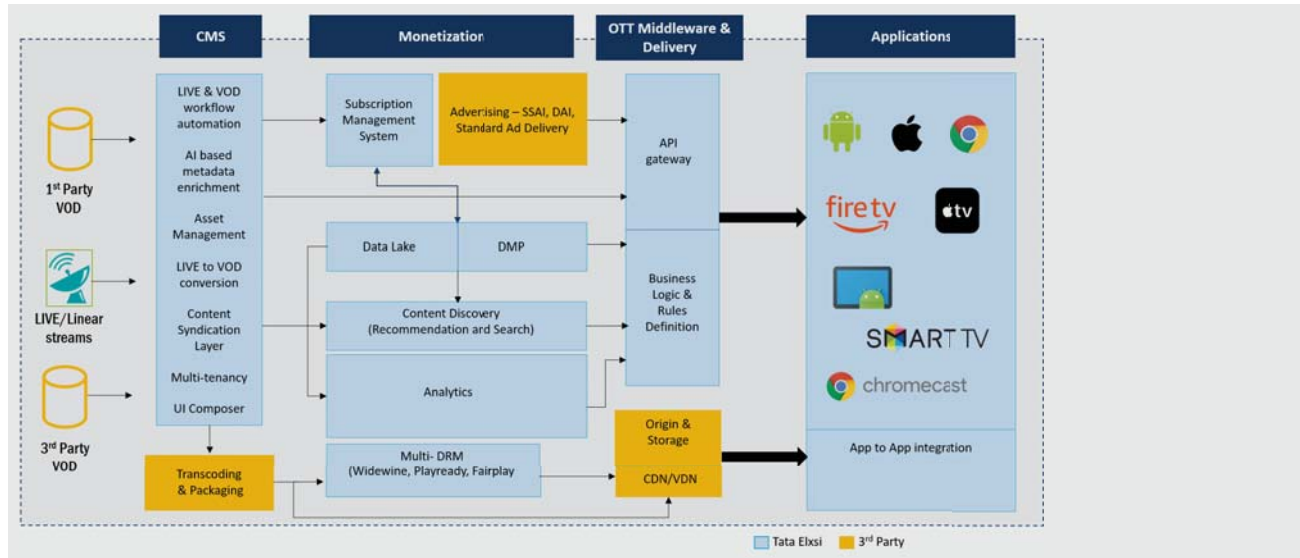 CMS
Monetization
OTT Middleware &
Delivery
Applications
1st Party
VOD
LIVE/Linear
streams
3rd Party
VOD
LIVE & VOD
workflow
automation
AI based
metadata
enrichment
Asset
Management
LIVE to VOD
conversion
Content
Syndication
Layer
Multi-tenancy
UI Composer
Transcoding
& Packaging
Subscription
Management
System
Advertising – SSAI, DAI,
Standard Ad Delivery
Data Lake
DMP
Content Discovery
(Recommendation and Search)
Analytics
Multi- DRM
(Widewine, Playready, Fairplay
API
gateway
Business
Logic &
Rules
Definition
Origin &
Storage
CDN/VDN
fire tv
tv
SMART TV
chromecast
App to App integration
Tata Elxsi
3rd Party